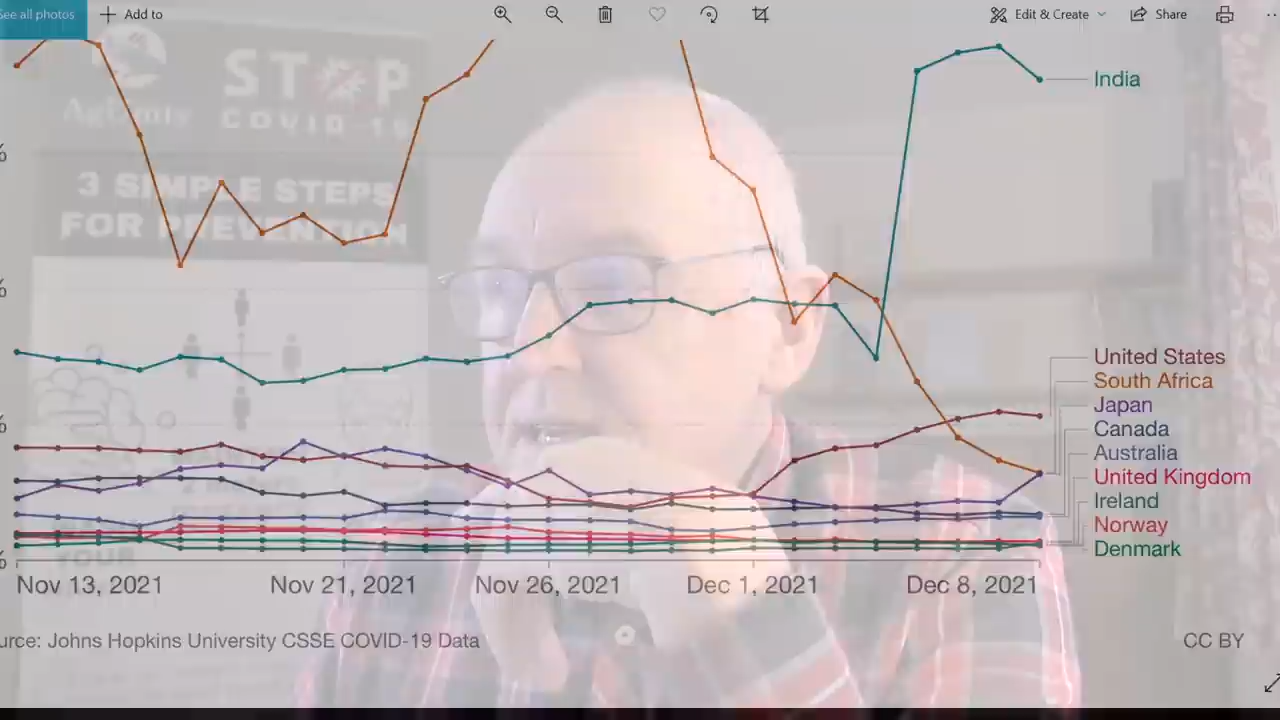 See all photos
Add to
Edit & Create
Share
STOP
COVID-19
3 SIMPLE STEPS
FOR PREVENTION
YOUR
%
%
%
%
India
United States
South Africa
Japan
Canada
Australia
United Kingdom
Ireland
Norway
Denmark
Nov 13, 2021
Nov 21, 2021
Nov 26, 2021
Dec 1, 2021
Dec 8, 2021
urce: Johns Hopkins University CSSE COVID-19 Data
CC BY